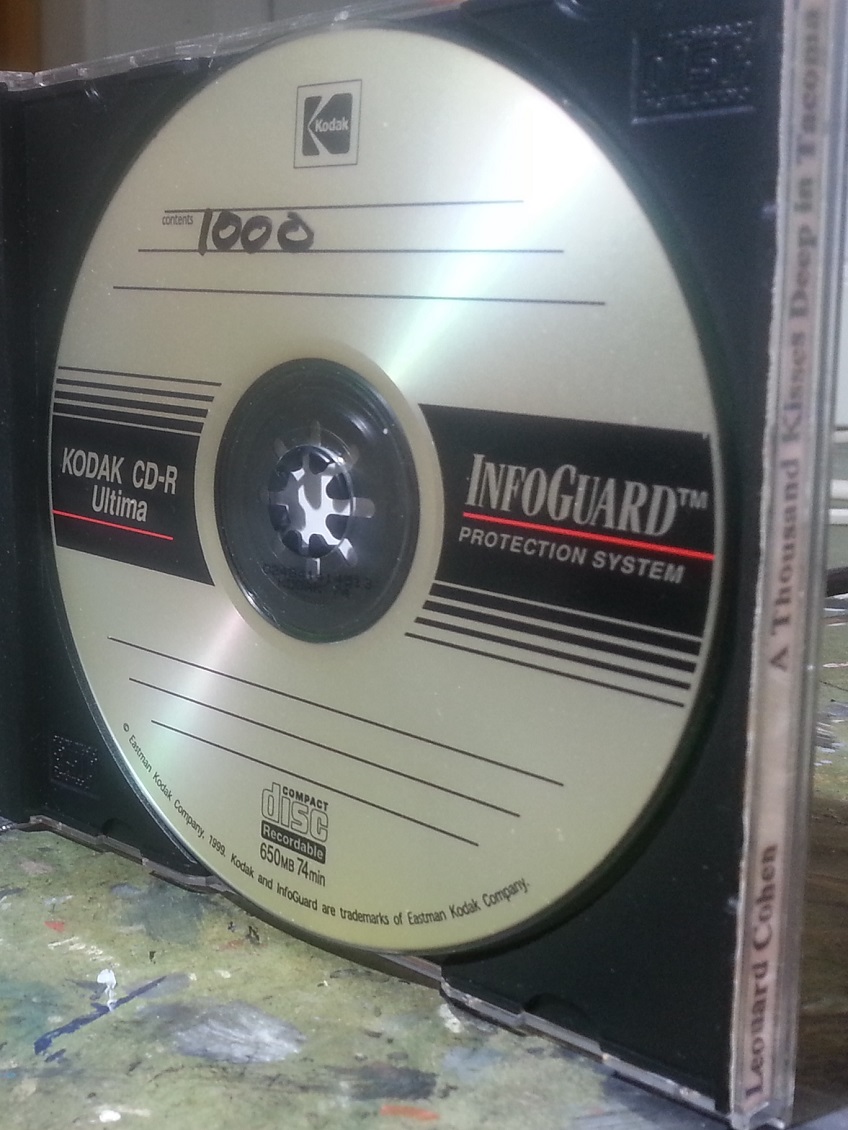 Kodak
contents 1000
KODAK CD-R
Ultima
INFOGUARD™
PROTECTION SYSTEM
COMPACT
disc
Recordable
650MB 74min
© Eastman Kodak Company, 1999. Kodak and InfoGuard are trademarks of Eastman Kodak Company.
Leonard Cohen
A Thousand Kisses Deep in Tacoma